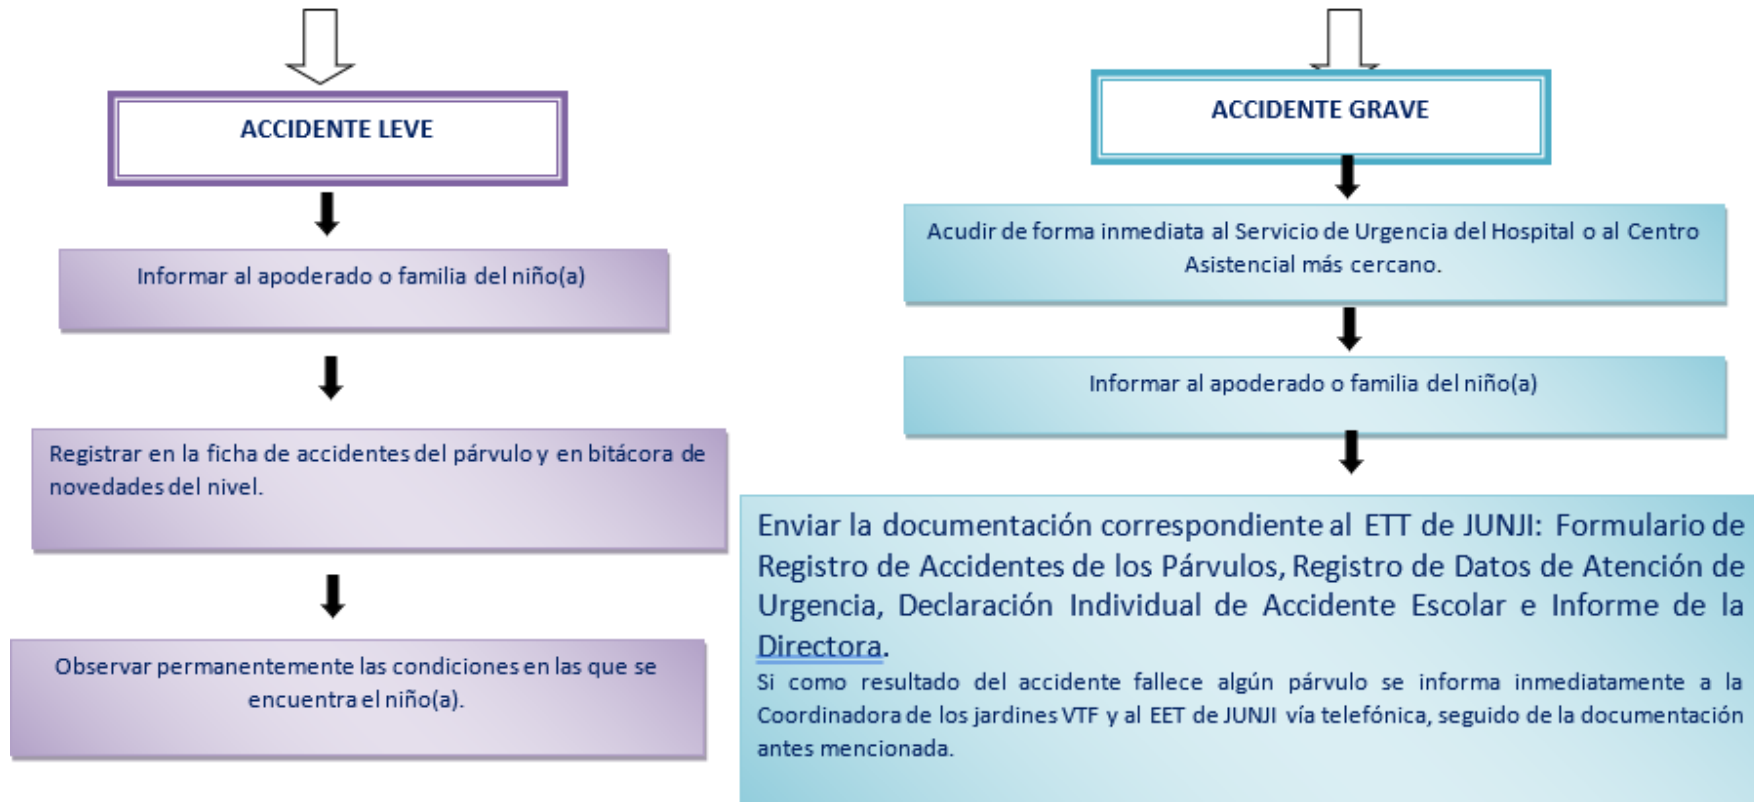 ACCIDENTE LEVE
Informar al apoderado o familia del niño(a)
Registrar en la ficha de accidentes del párvulo y en bitácora de
novedades del nivel.
Observar permanentemente las condiciones en las que se
encuentra el niño(a).
ACCIDENTE GRAVE
Acudir de forma inmediata al Servicio de Urgencia del Hospital o al Centro
Asistencial más cercano.
Informar al apoderado o familia del niño(a)
Enviar la documentación correspondiente al ETT de JUNJI: Formulario de
Registro de Accidentes de los Párvulos, Registro de Datos de Atención de
Urgencia, Declaración Individual de Accidente Escolar e Informe de la
Directora.
Si como resultado del accidente fallece algún párvulo se informa inmediatamente a la
Coordinadora de los jardines VTF y al EET de JUNJI vía telefónica, seguido de la documentación
antes mencionada.